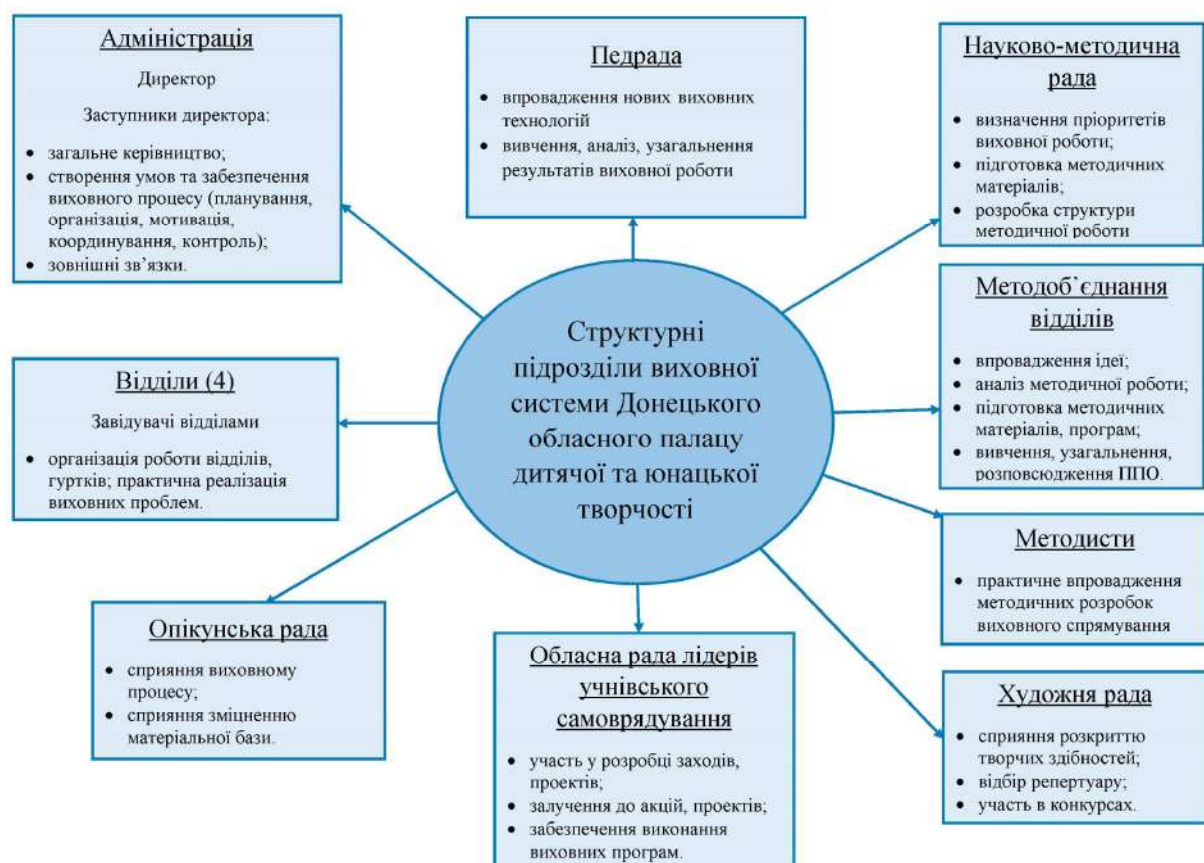 Адміністрація
Директор
Заступники директора:
• загальне керівництво;
• створення умов та забезпечення
виховного процесу (планування,
організація, мотивація,
координування, контроль);
• зовнішні зв’язки.
Педрада
• впровадження нових виховних
технологій
• вивчення, аналіз, узагальнення
результатів виховної роботи
Науково-методична
рада
• визначення пріоритетів
виховної роботи;
• підготовка методичних
матеріалів;
• розробка структури
методичної роботи
Структурні
підрозділи виховної
системи Донецького
обласного палацу
дитячої та юнацької
творчості
Методоб’єднання
відділів
• впровадження ідеї;
• аналіз методичної роботи;
• підготовка методичних
матеріалів, програм;
• вивчення, узагальнення,
розповсюдження ППО.
Відділи (4)
Завідувачі відділами
• організація роботи відділів,
гуртків; практична реалізація
виховних проблем.
Методисти
• практичне впровадження
методичних розробок
виховного спрямування
Опікунська рада
• сприяння виховному
процесу;
• сприяння зміцненню
матеріальної бази.
Обласна рада лідерів
учнівського
самоврядування
• участь у розробці заходів,
проектів;
• залучення до акцій, проектів;
• забезпечення виконання
виховних програм.
Художня рада
• сприяння розкриттю
творчих здібностей;
• відбір репертуару;
• участь в конкурсах.